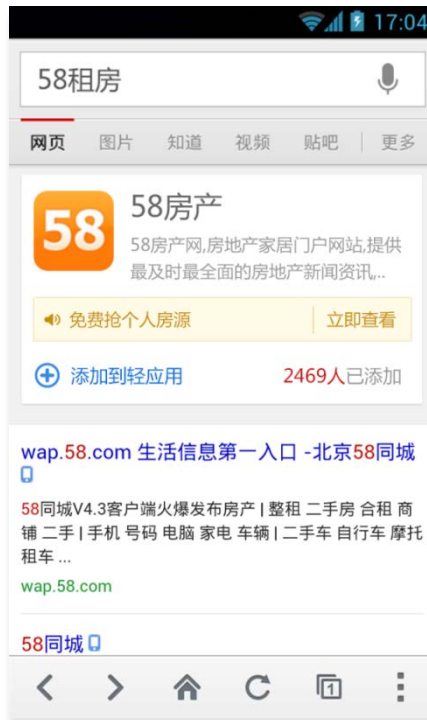 17:04
58租房
网页 图片 知道 视频 贴吧 更多
58
58房产
58房产网,房地产家居门户网站,提供
最及时最全面的房地产新闻资讯,..
免费抢个人房源 立即查看
添加到轻应用 2469人已添加
wap.58.com 生活信息第一入口 -北京58同城
58同城V4.3客户端火爆发布房产 | 整租 二手房 合租 商
铺 二手 | 手机 号码 电脑 家电 车辆 | 二手车 自行车 摩托
租车 ...
wap.58.com
58同城
1